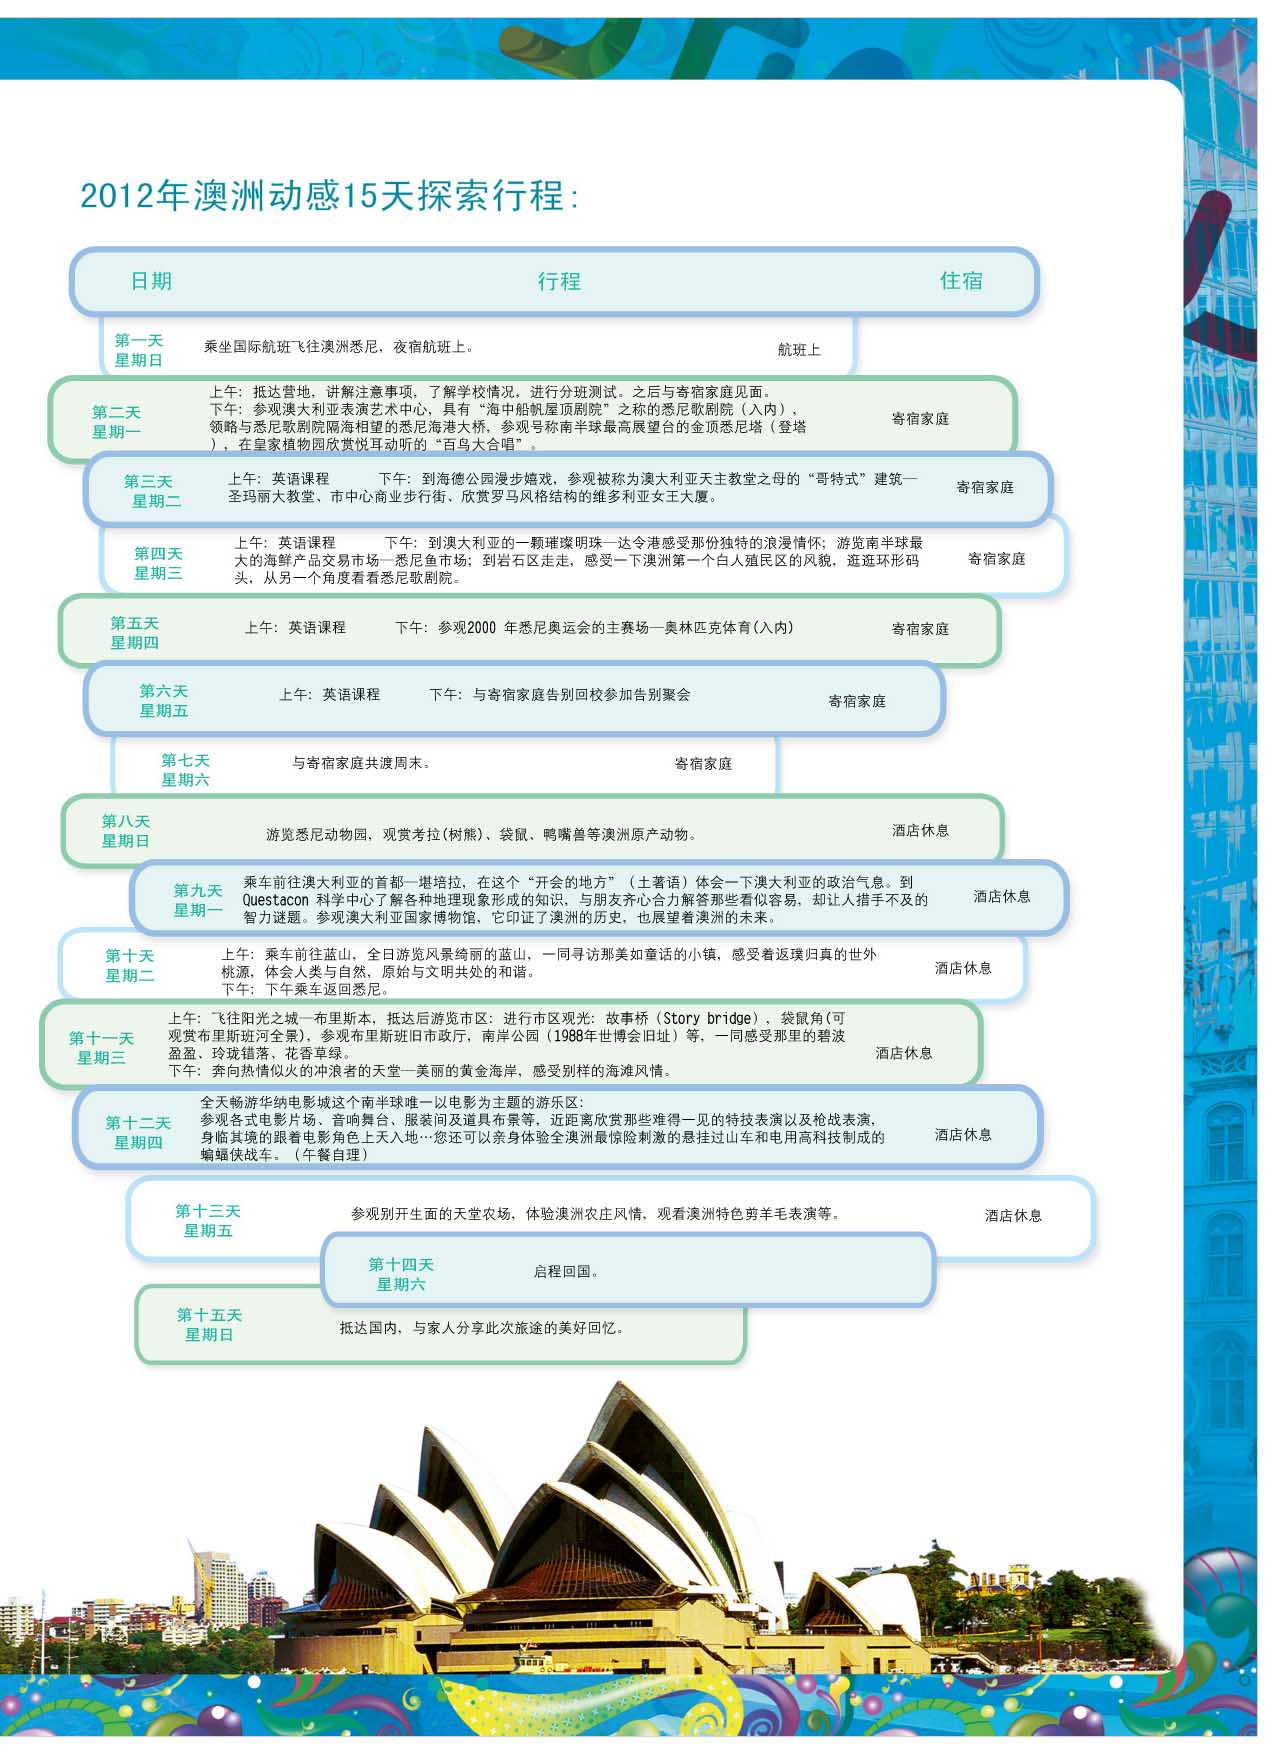 2012年澳洲动感15天探索行程：
日期 行程 住宿
第一天
星期日
乘坐国际航班飞往澳洲悉尼，夜宿航班上。
航班上
第二天
星期一
上午：抵达营地，讲解注意事项，了解学校情况，进行分班测试。之后与寄宿家庭见面。
下午：参观澳大利亚表演艺术中心，具有“海中船帆屋顶剧院”之称的悉尼歌剧院（入内），
领略与悉尼歌剧院隔海相望的悉尼海港大桥，参观号称南半球最高展望台的金顶悉尼塔（登塔
），在皇家植物园欣赏悦耳动听的“百鸟大合唱”。
寄宿家庭
第三天
星期二
上午：英语课程 下午：到海德公园漫步嬉戏，参观被称为澳大利亚天主教堂之母的“哥特式”建筑—
圣玛丽大教堂、市中心商业步行街、欣赏罗马风格结构的维多利亚女王大厦。
寄宿家庭
第四天
星期三
上午：英语课程 下午：到澳大利亚的一颗璀璨明珠—达令港感受那份独特的浪漫情怀；游览南半球最
大的海鲜产品交易市场—悉尼鱼市场；到岩石区走走，感受一下澳洲第一个白人殖民区的风貌，逛逛环形码
头，从另一个角度看看悉尼歌剧院。
寄宿家庭
第五天
星期四
上午：英语课程 下午：参观2000 年悉尼奥运会的主赛场—奥林匹克体育(入内)
寄宿家庭
第六天
星期五
上午：英语课程 下午：与寄宿家庭告别回校参加告别聚会
寄宿家庭
第七天
星期六
与寄宿家庭共渡周末。
寄宿家庭
第八天
星期日
游览悉尼动物园，观赏考拉(树熊)、袋鼠、鸭嘴兽等澳洲原产动物。
酒店休息
第九天
星期一
乘车前往澳大利亚的首都—堪培拉，在这个“开会的地方”（土著语）体会一下澳大利亚的政治气息。到
Questacon 科学中心了解各种地理现象形成的知识，与朋友齐心合力解答那些看似容易，却让人措手不及的
智力谜题。参观澳大利亚国家博物馆，它印证了澳洲的历史，也展望着澳洲的未来。
酒店休息
第十天
星期二
上午：乘车前往蓝山，全日游览风景绮丽的蓝山，一同寻访那美如童话的小镇，感受着返璞归真的世外
桃源，体会人类与自然，原始与文明共处的和谐。
下午：下午乘车返回悉尼。
酒店休息
第十一天
星期三
上午：飞往阳光之城—布里斯本，抵达后游览市区：进行市区观光：故事桥（Story bridge），袋鼠角(可
观赏布里斯班河全景)，参观布里斯班旧市政厅，南岸公园（1988年世博会旧址）等，一同感受那里的碧波
盈盈、玲珑错落、花香草绿。
下午：奔向热情似火的冲浪者的天堂—美丽的黄金海岸，感受别样的海滩风情。
酒店休息
第十二天
星期四
全天畅游华纳电影城这个南半球唯一以电影为主题的游乐区：
参观各式电影片场、音响舞台、服装间及道具布景等，近距离欣赏那些难得一见的特技表演以及枪战表演，
身临其境的跟着电影角色上天入地…您还可以亲身体验全澳洲最惊险刺激的悬挂过山车和电用高科技制成的
蝙蝠侠战车。（午餐自理）
酒店休息
第十三天
星期五
参观别开生面的天堂农场，体验澳洲农庄风情，观看澳洲特色剪羊毛表演等。
酒店休息
第十四天
星期六
启程回国。
第十五天
星期日
抵达国内，与家人分享此次旅途的美好回忆。